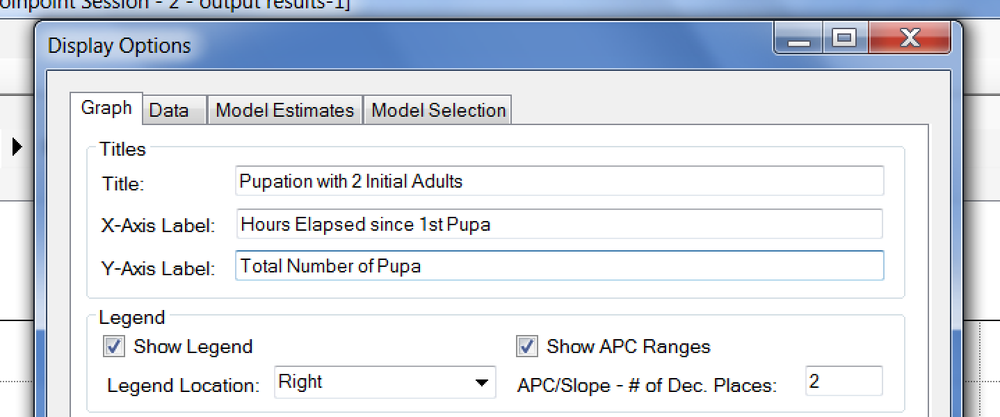 Session - 2 - output results-1]
Display Options
Graph Data Model Estimates Model Selection
Titles
Title: Pupation with 2 Initial Adults
X-Axis Label: Hours Elapsed since 1st Pupa
Y-Axis Label: Total Number of Pupa
Legend
Show Legend Show APC Ranges
Legend Location: Right APC/Slope - # of Dec. Places: 2